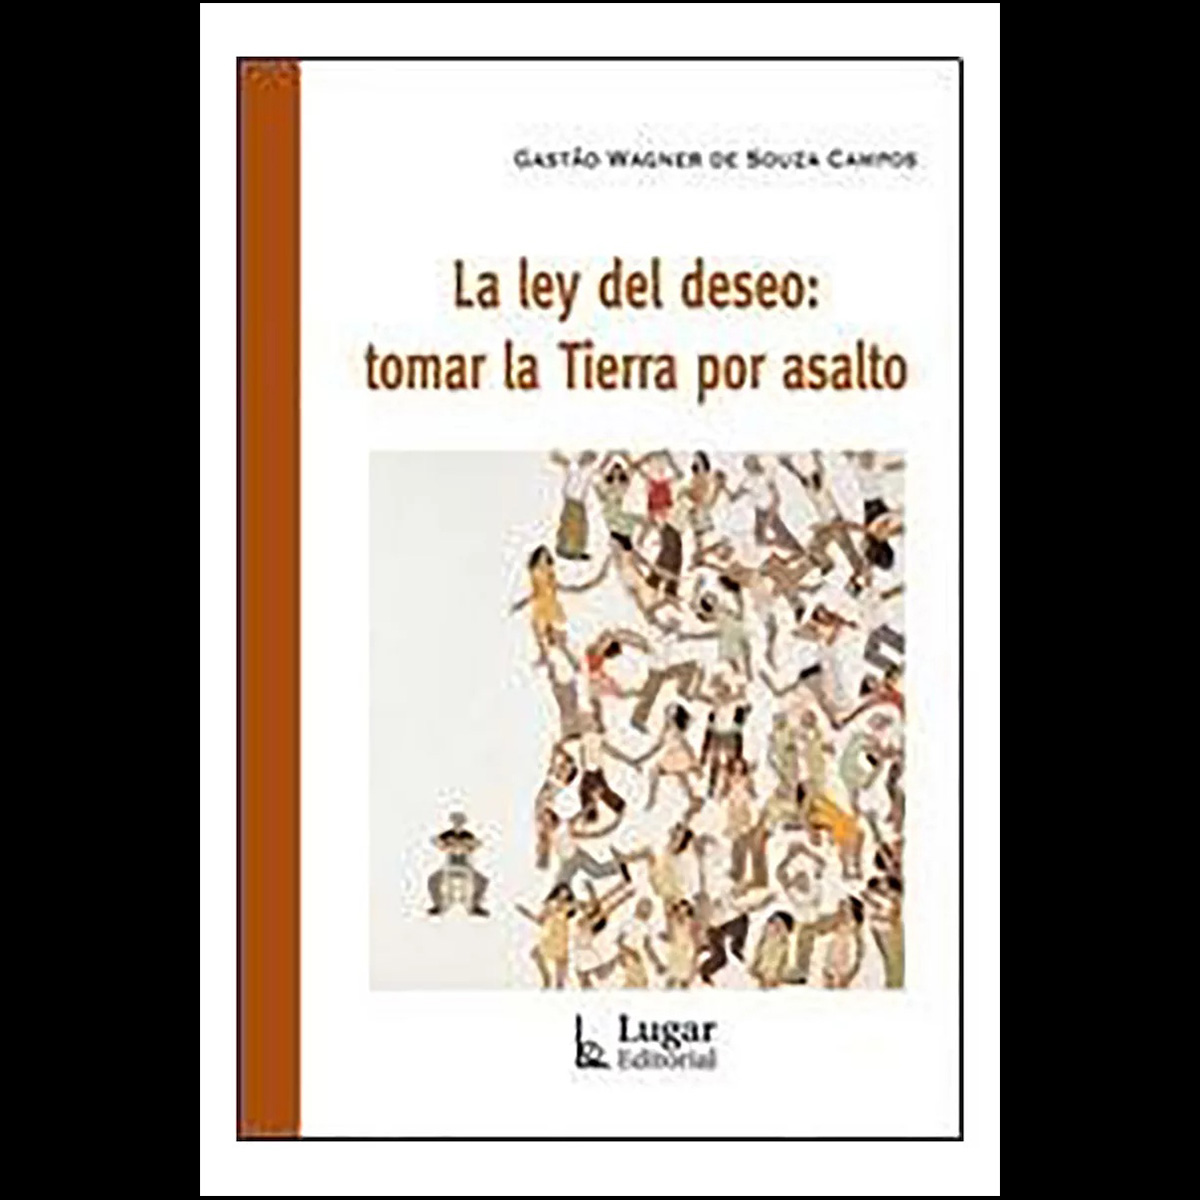 Gastão Wagner de Souza Campos
La ley del deseo:
tomar la Tierra por asalto
Lugar
Editorial